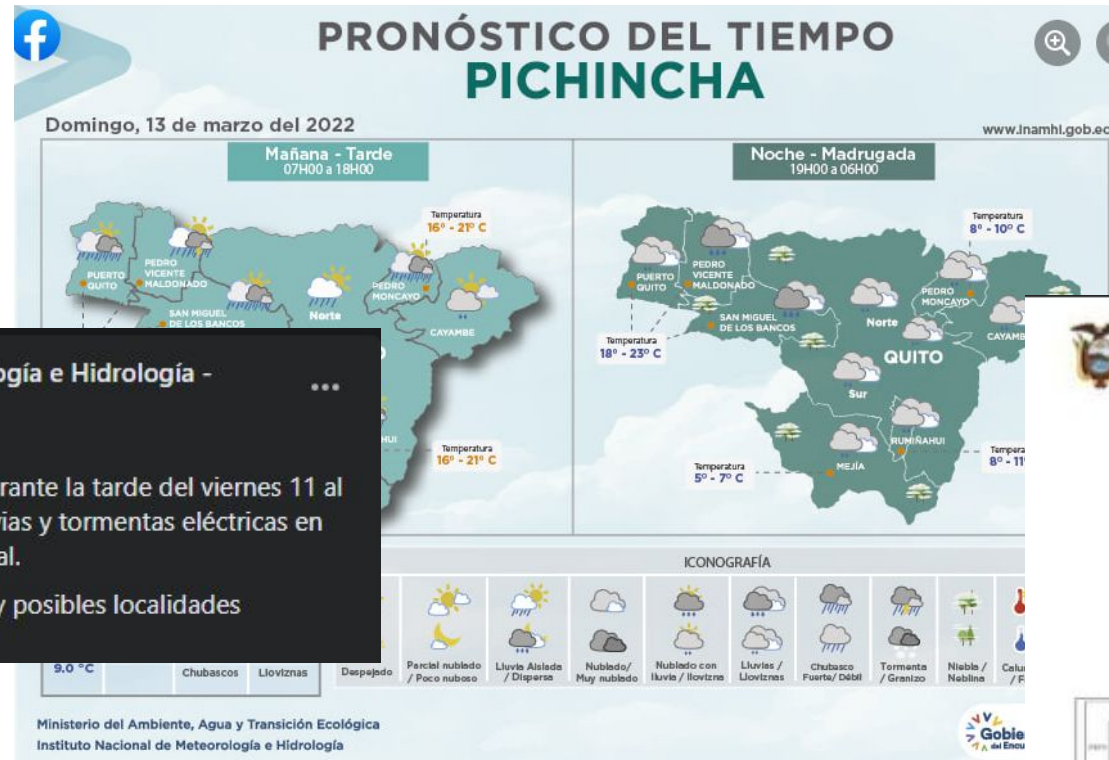 PRONÓSTICO DEL TIEMPO
PICHINCHA
Domingo, 13 de marzo del 2022
www.inamhi.gob.ec
Mañana - Tarde
07H00 a 18H00
Temperatura
16° - 21° C
PUERTO QUITO
PEDRO VICENTE MALDONADO
SAN MIGUEL DE LOS BANCOS
Norte
PEDRO MONCAYO
CAYAMBE
Temperatura
16° - 21° C
Noche - Madrugada
19H00 a 06H00
Temperatura
8° - 10° C
PUERTO QUITO
PEDRO VICENTE MALDONADO
SAN MIGUEL DE LOS BANCOS
Norte
PEDRO MONCAYO
Temperatura
18° - 23° C
QUITO
Sur
RUMIÑAHUI
MEJÍA
Temperatura
5° - 7° C
8° - 11°
ogía e Hidrología -
rante la tarde del viernes 11 al
vias y tormentas eléctricas en
al.
y posibles localidades
9.0 °C
Chubascos
Lloviznas
ICONOGRAFÍA
Despejado
Parcial nublado / Poco nuboso
Lluvia Aislada / Dispersa
Nublado/ Muy nublado
Nublado con lluvia / llovizna
Lluvias / Lloviznas
Chubasco Fuerte/ Débil
Tormenta / Granizo
Niebla / Neblina
Ministerio del Ambiente, Agua y Transición Ecológica
Instituto Nacional de Meteorología e Hidrología